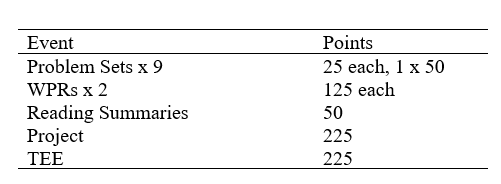 Event Points
Problem Sets x 9 25 each, 1 x 50
WPRs x 2 125 each
Reading Summaries 50
Project 225
TEE 225